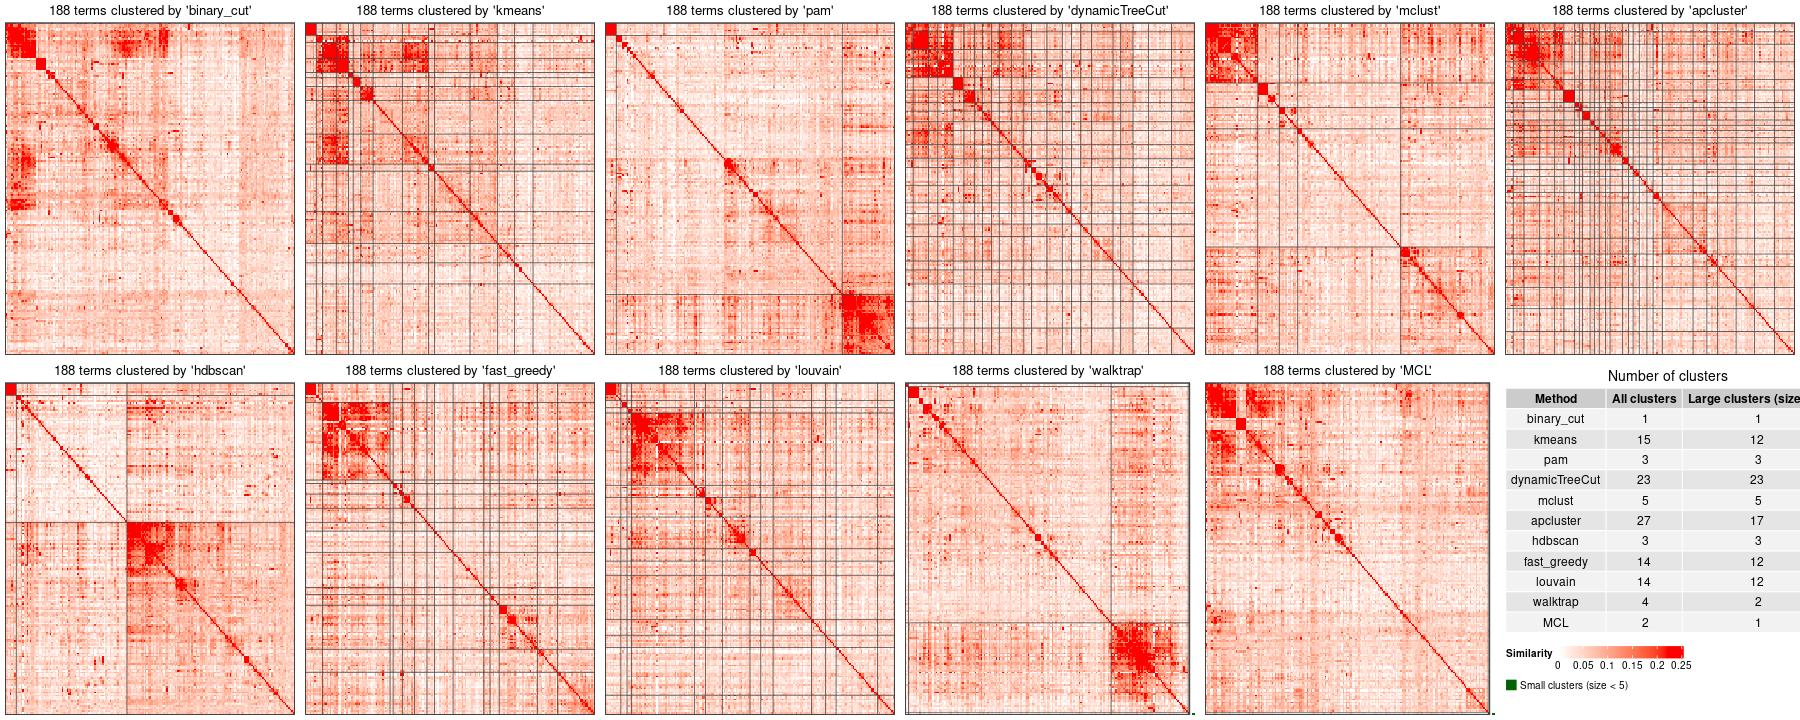 188 terms clustered by 'binary_cut'
188 terms clustered by 'kmeans'
188 terms clustered by 'pam'
188 terms clustered by 'dynamicTreeCut'
188 terms clustered by 'mclust'
188 terms clustered by 'apcluster'
188 terms clustered by 'hdbscan'
188 terms clustered by 'fast_greedy'
188 terms clustered by 'louvain'
188 terms clustered by 'walktrap'
188 terms clustered by 'MCL'
Number of clusters
Method All clusters Large clusters (size
binary_cut 1 1
kmeans 15 12
pam 3 3
dynamicTreeCut 23 23
mclust 5 5
apcluster 27 17
hdbscan 3 3
fast_greedy 14 12
louvain 14 12
walktrap 4 2
MCL 2 1
Similarity
0 0.05 0.1 0.15 0.2 0.25
Small clusters (size < 5)